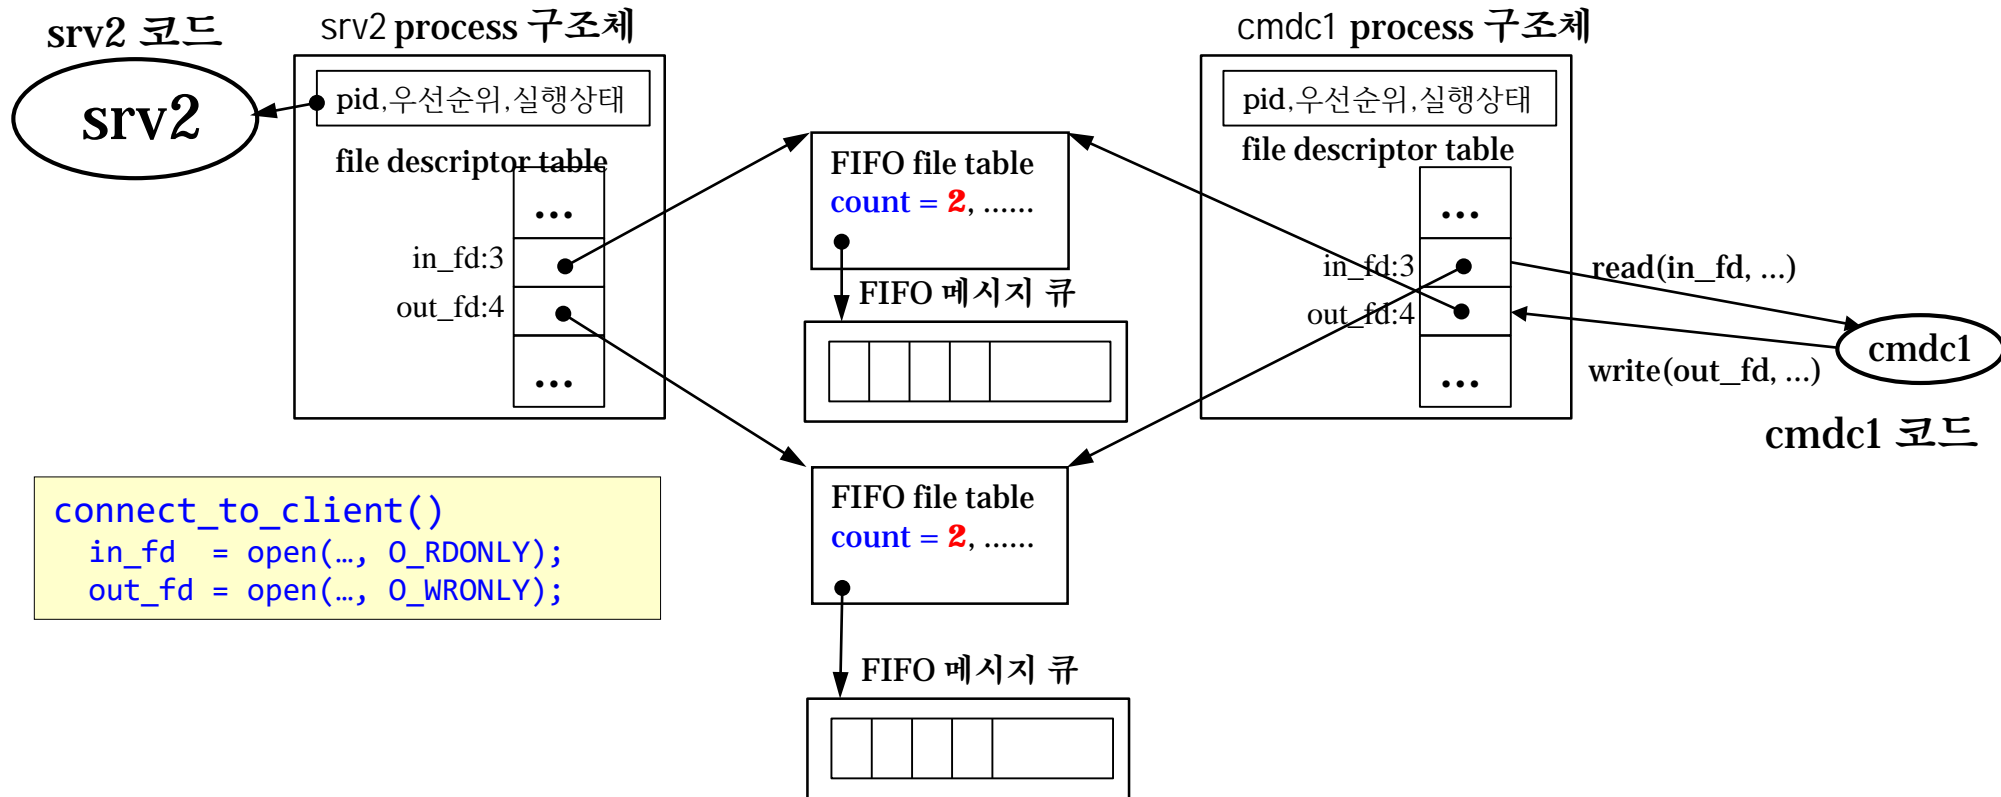 srv2 코드
srv2
srv2 process 구조체
pid,우선순위,실행상태
file descriptor table
...
in_fd:3
out_fd:4
...
connect_to_client()
in_fd = open(…, O_RDONLY);
out_fd = open(…, O_WRONLY);
FIFO file table
count = 2, ......
FIFO 메시지 큐
FIFO file table
count = 2, ......
FIFO 메시지 큐
cmdc1 process 구조체
pid,우선순위,실행상태
file descriptor table
...
in_fd:3
out_fd:4
...
read(in_fd, ...)
write(out_fd, ...)
cmdc1
cmdc1 코드